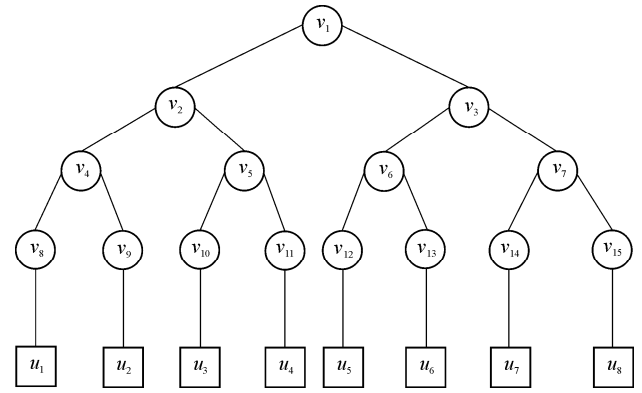 v₁
v₂ v₃
v₄ v₅ v₆ v₇
v₈ v₉ v₁₀ v₁₁ v₁₂ v₁₃ v₁₄ v₁₅
u₁ u₂ u₃ u₄ u₅ u₆ u₇ u₈